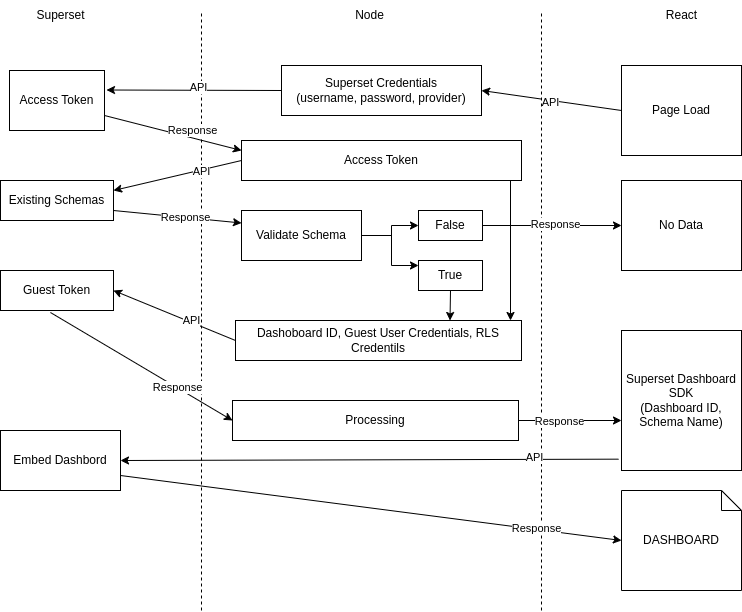 Superset
Node
React
Access Token
API
Superset Credentials
(username, password, provider)
API
Page Load
Response
Access Token
API
Existing Schemas
Response
Validate Schema
False
Response
No Data
True
Guest Token
API
Dashoboard ID, Guest User Credentials, RLS
Credentils
Superset Dashboard
SDK
(Dashboard ID,
Schema Name)
Response
Processing
Response
Embed Dashbord
API
Response
DASHBOARD